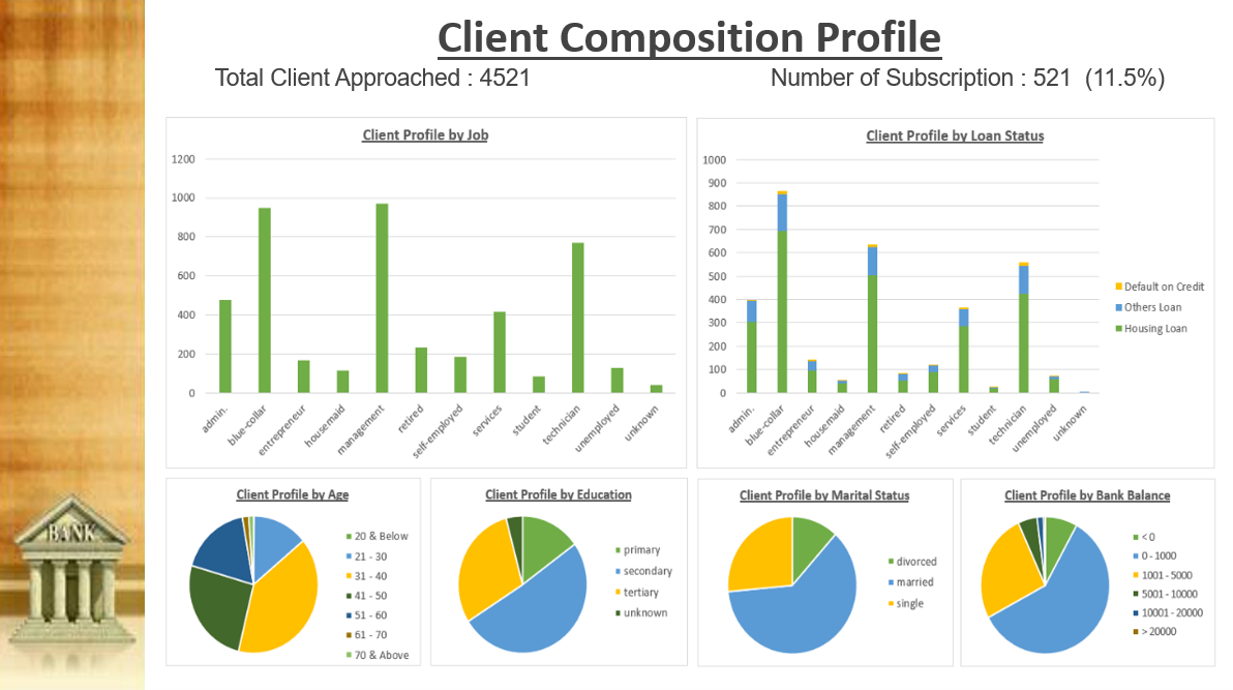 Client Composition Profile
Total Client Approached : 4521
Number of Subscription : 521 (11.5%)
Client Profile by Job
1200
1000
800
600
400
200
0
admin.
blue-collar
entrepreneur
housemaid
management
retired
self-employed
services
student
technician
unemployed
unknown
Client Profile by Loan Status
1000
900
800
700
600
500
400
300
200
100
0
admin.
blue-collar
entrepreneur
housemaid
management
retired
self-employed
services
student
technician
unemployed
unknown
Default on Credit
Others Loan
Housing Loan
BANK
Client Profile by Age
20 & Below
21 - 30
31 - 40
41 - 50
51 - 60
61 - 70
70 & Above
Client Profile by Education
primary
secondary
tertiary
unknown
Client Profile by Marital Status
divorced
married
single
Client Profile by Bank Balance
< 0
0 - 1000
1001 - 5000
5001 - 10000
10001 - 20000
> 20000